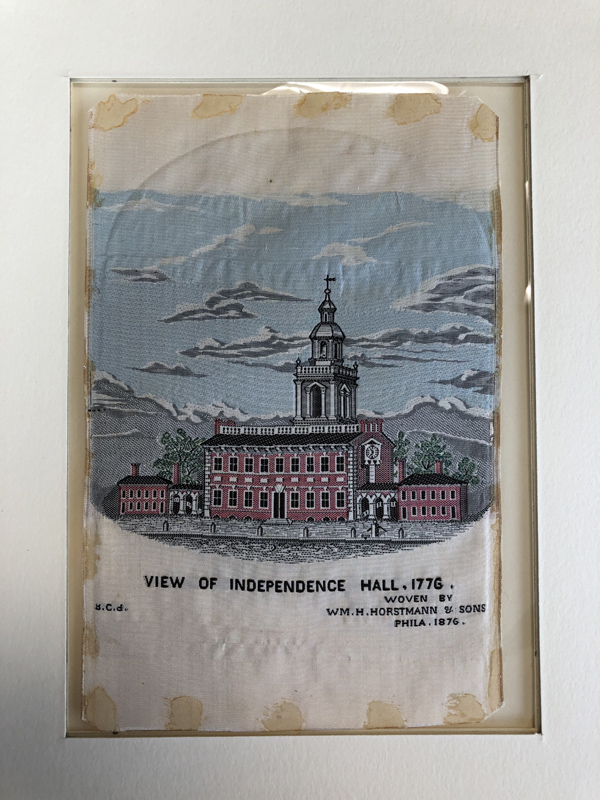 VIEW OF INDEPENDENCE HALL. 1776.
WOVEN BY
B.C.d.
WM. H. HORSTMANN & SONS
PHILA. 1876.